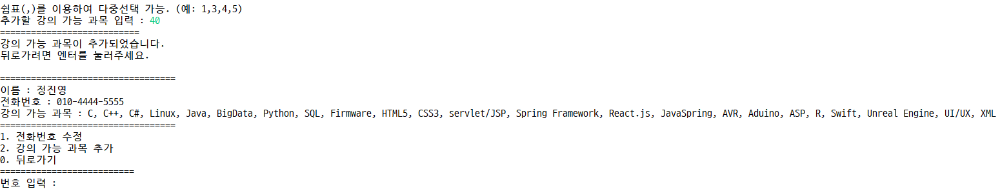 쉼표(,)를 이용하여 다중선택 가능. (예: 1,3,4,5)
추가할 강의 가능 과목 입력 : 40
===========================
강의 가능 과목이 추가되었습니다.
뒤로가려면 엔터를 눌러주세요.
==================================
이름 : 정진영
전화번호 : 010-4444-5555
강의 가능 과목 : C, C++, C#, Linux, Java, BigData, Python, SQL, Firmware, HTML5, CSS3, servlet/JSP, Spring Framework, React.js, JavaSpring, AVR, Aduino, ASP, R, Swift, Unreal Engine, UI/UX, XML
==================================
1. 전화번호 수정
2. 강의 가능 과목 추가
0. 뒤로가기
==========================
번호 입력 :